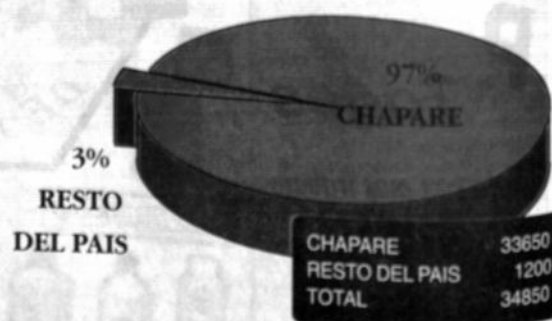 97%
CHAPARE
3%
RESTO
DEL PAIS
CHAPARE 33650
RESTO DEL PAIS 1200
TOTAL 34850